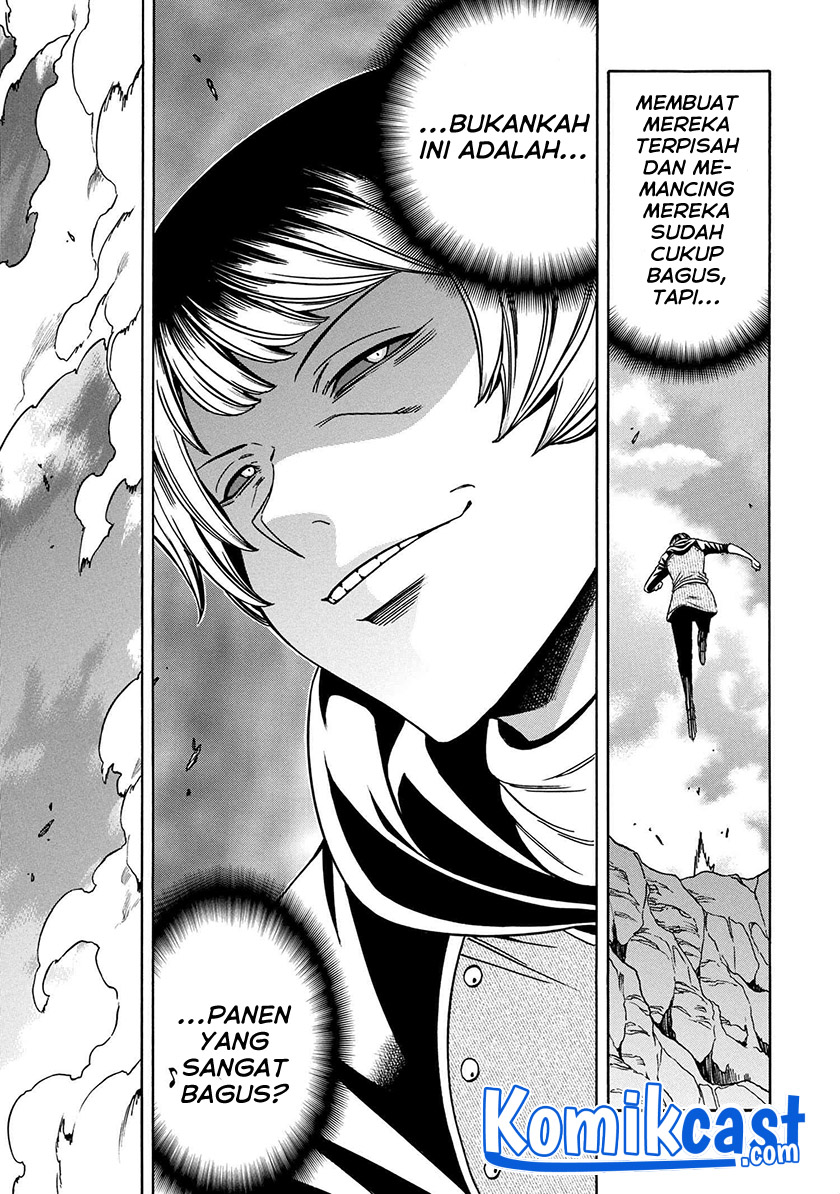 MEMBUAT
MEREKA
TERPISAH
DAN ME-
MANCING
MEREKA
SUDAH
CUKUP
BAGUS,
TAPI...
...BUKANKAH
INI ADALAH...
...PANEN
YANG
SANGAT
BAGUS?
Komikcast
.com